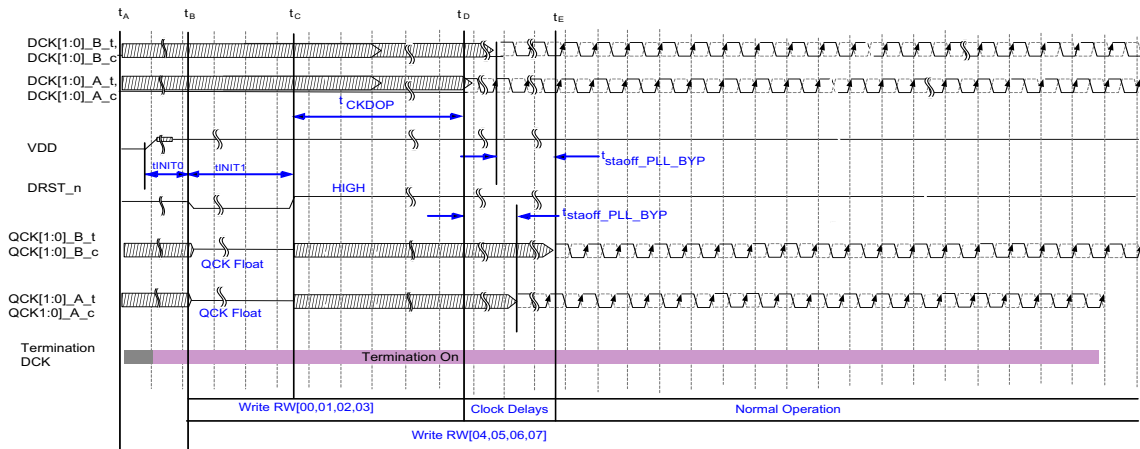 tA tB tC tD tE
DCK[1:0]_B_t,
DCK[1:0]_B_c
DCK[1:0]_A_t,
DCK[1:0]_A_c
tCKDOP
VDD
tstaoff_PLL_BYP
tINIT0 tINIT1
DRST_n
HIGH
tstaoff_PLL_BYP
QCK[1:0]_B_t
QCK[1:0]_B_c
QCK Float
QCK[1:0]_A_t
QCK1:0]_A_c
QCK Float
Termination
DCK
Termination On
Write RW[00,01,02,03] Clock Delays Normal Operation
Write RW[04,05,06,07]